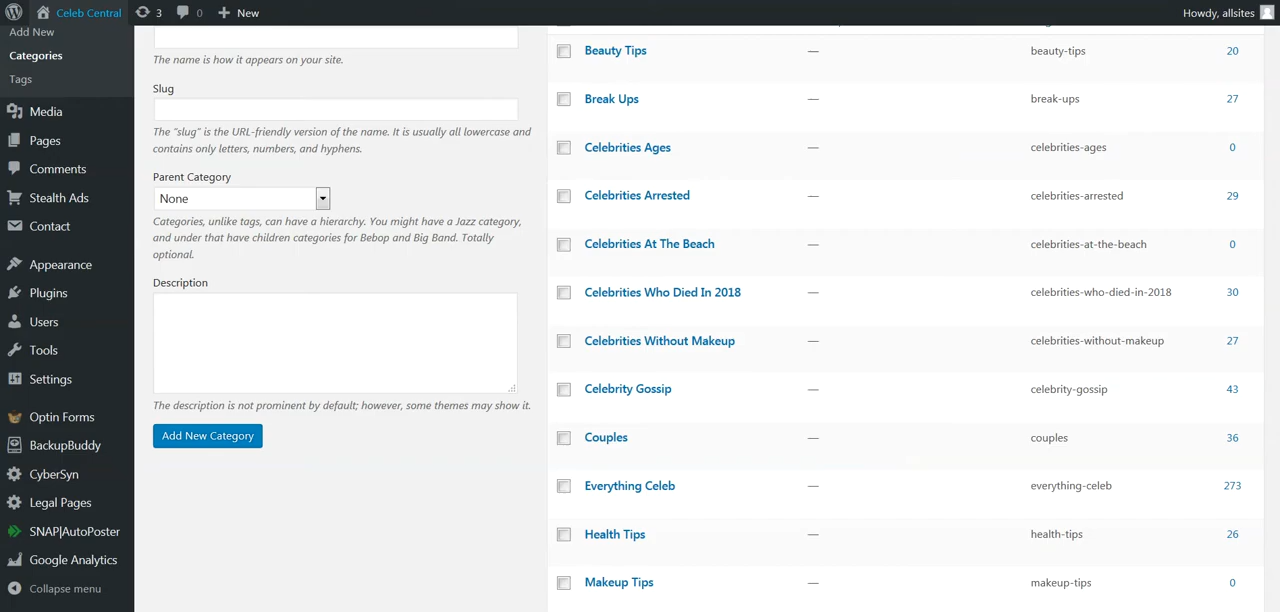 Celeb Central 3 0 New Howdy, allsites
Add New
Categories
Tags
Media
Pages
Comments
Stealth Ads
Contact
Appearance
Plugins
Users
Tools
Settings
Optin Forms
BackupBuddy
CyberSyn
Legal Pages
SNAP|AutoPoster
Google Analytics
Collapse menu
The name is how it appears on your site.
Slug
The “slug” is the URL-friendly version of the name. It is usually all lowercase and
contains only letters, numbers, and hyphens.
Parent Category
None
Categories, unlike tags, can have a hierarchy. You might have a Jazz category,
and under that have children categories for Bebop and Big Band. Totally
optional.
Description
The description is not prominent by default; however, some themes may show it.
Add New Category
Beauty Tips — beauty-tips 20
Break Ups — break-ups 27
Celebrities Ages — celebrities-ages 0
Celebrities Arrested — celebrities-arrested 29
Celebrities At The Beach — celebrities-at-the-beach 0
Celebrities Who Died In 2018 — celebrities-who-died-in-2018 30
Celebrities Without Makeup — celebrities-without-makeup 27
Celebrity Gossip — celebrity-gossip 43
Couples — couples 36
Everything Celeb — everything-celeb 273
Health Tips — health-tips 26
Makeup Tips — makeup-tips 0